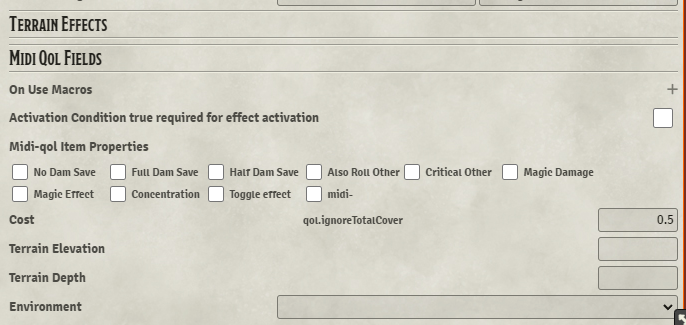 Terrain Effects
Midi Qol Fields
On Use Macros +
Activation Condition true required for effect activation
Midi-qol Item Properties
No Dam Save Full Dam Save Half Dam Save Also Roll Other Critical Other Magic Damage
Magic Effect Concentration Toggle effect midi-
Cost qol.ignoreTotalCover 0.5
Terrain Elevation
Terrain Depth
Environment